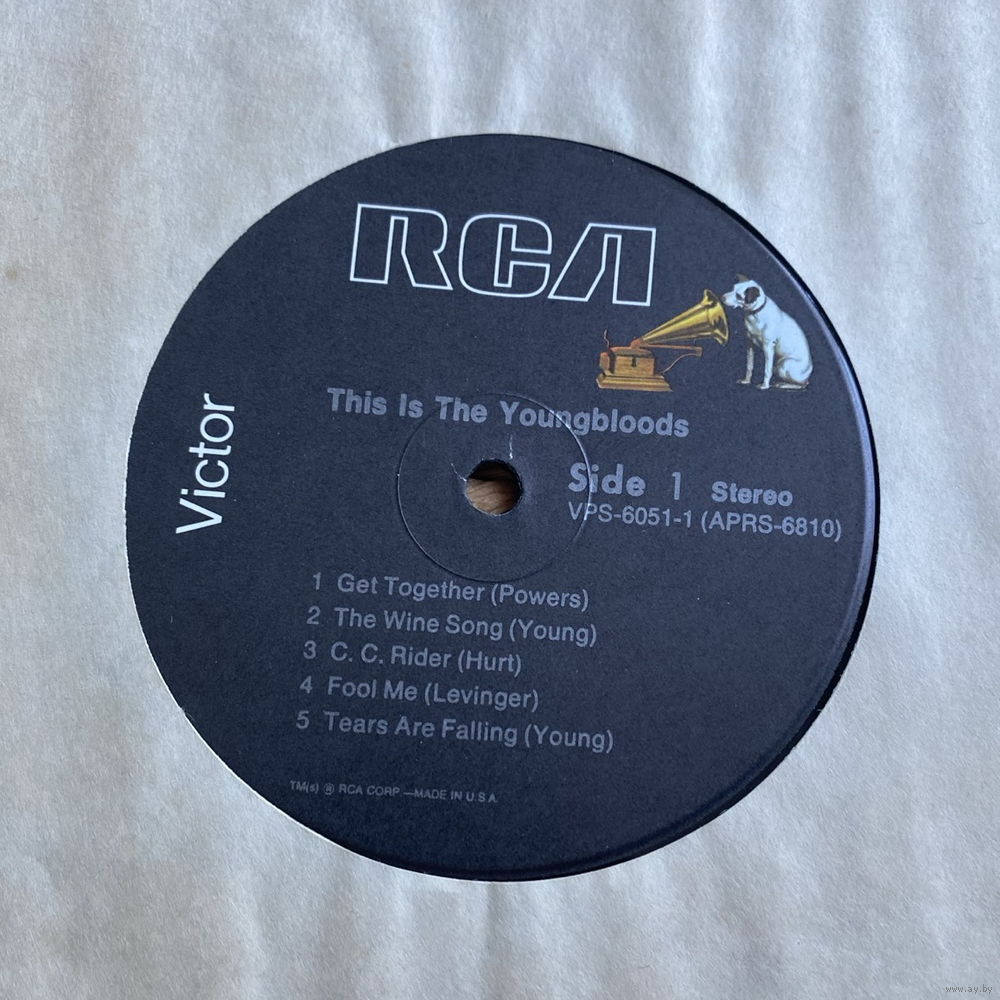 RCA
Victor
This Is The Youngbloods
Side 1 Stereo
VPS-6051-1 (APRS-6810)
1 Get Together (Powers)
2 The Wine Song (Young)
3 C. C. Rider (Hurt)
4 Fool Me (Levinger)
5 Tears Are Falling (Young)
TM(s) ® RCA CORP.—MADE IN U.S.A.
www.ay.by